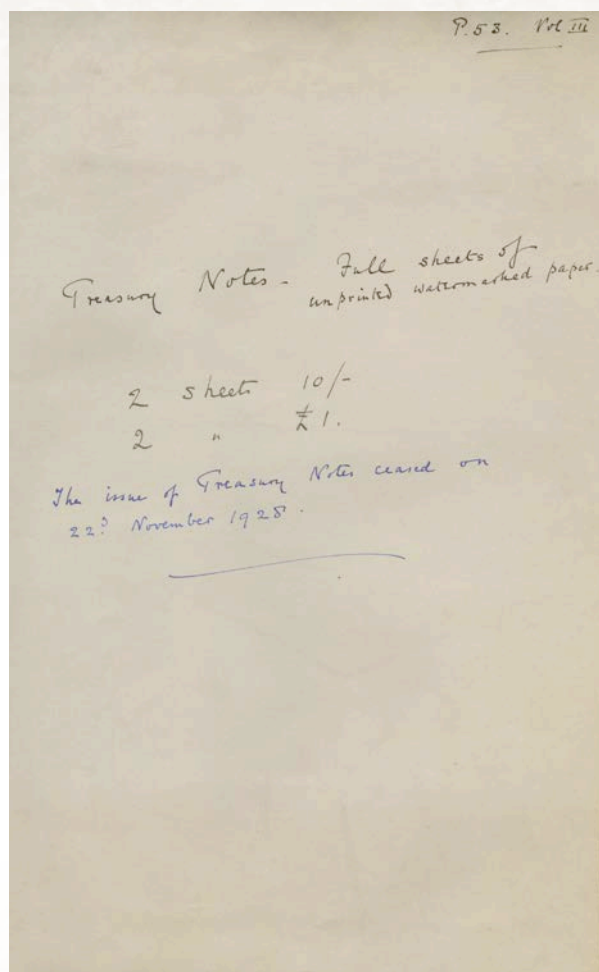 P.53. Vol III
Treasury Notes - Full sheets of
unprinted watermarked paper.
2 sheets 10/-
2 " £1.
The issue of Treasury Notes ceased on
22ⁿᵈ November 1928.